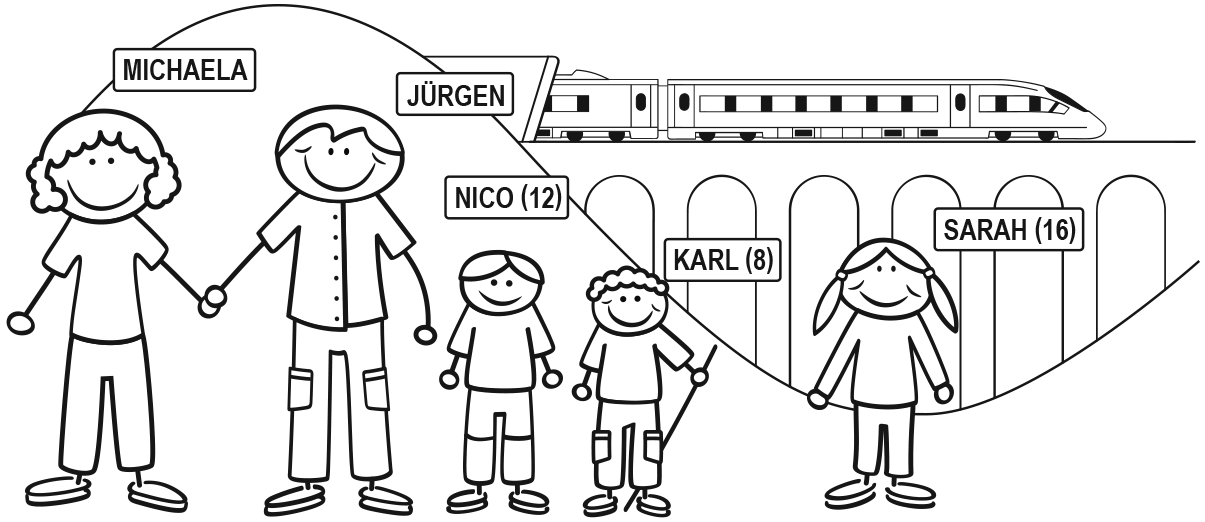 MICHAELA
JÜRGEN
NICO (12)
KARL (8)
SARAH (16)